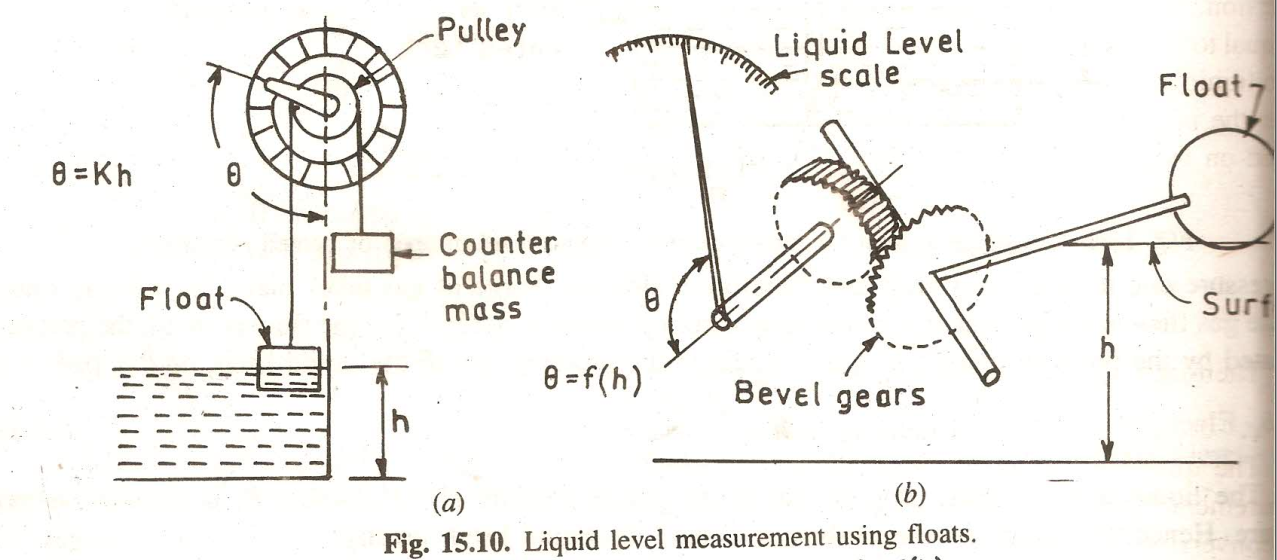 Pulley
θ = Kh
θ
Counter
balance
mass
Float
h
(a)
Liquid Level
scale
Float
θ
θ = f(h)
Bevel gears
h
Surf
(b)
Fig. 15.10. Liquid level measurement using floats.